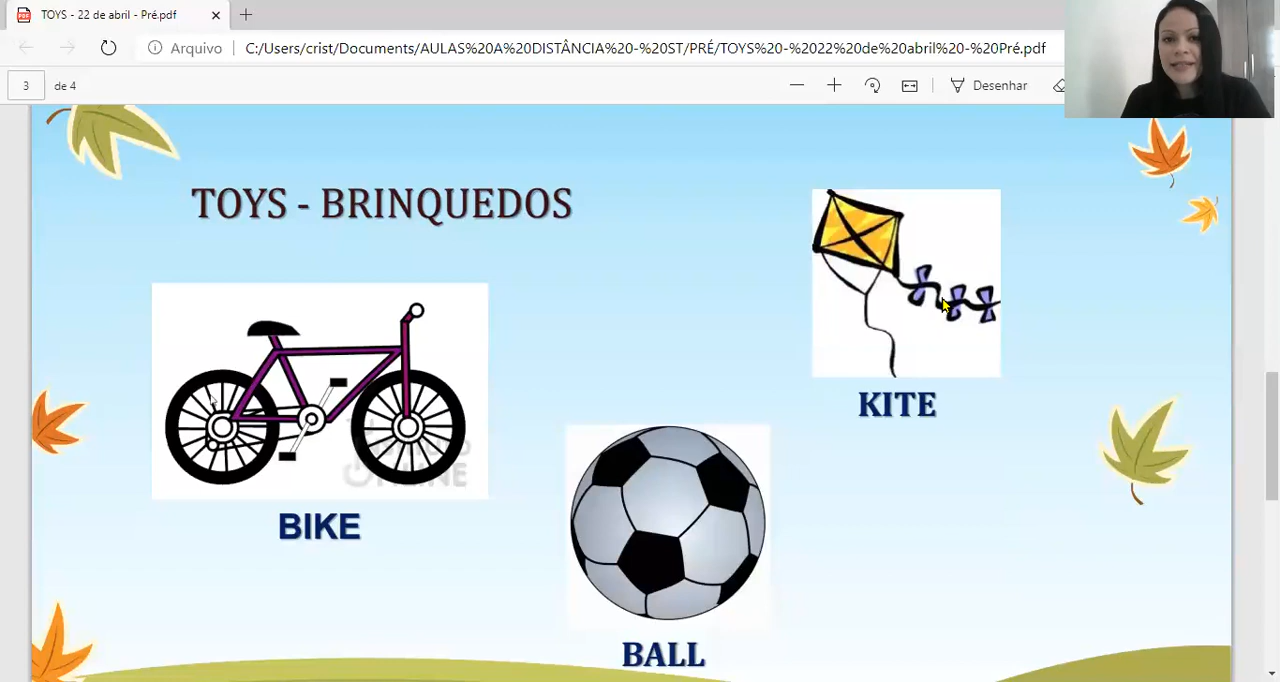 TOYS - 22 de abril - Pré.pdf
Arquivo
C:/Users/crist/Documents/AULAS%20A%20DISTÂNCIA%20-%20ST/PRÉ/TOYS%20-%2022%20de%20abril%20-%20Pré.pdf
3 de 4
Desenhar
TOYS - BRINQUEDOS
KITE
BIKE
BALL